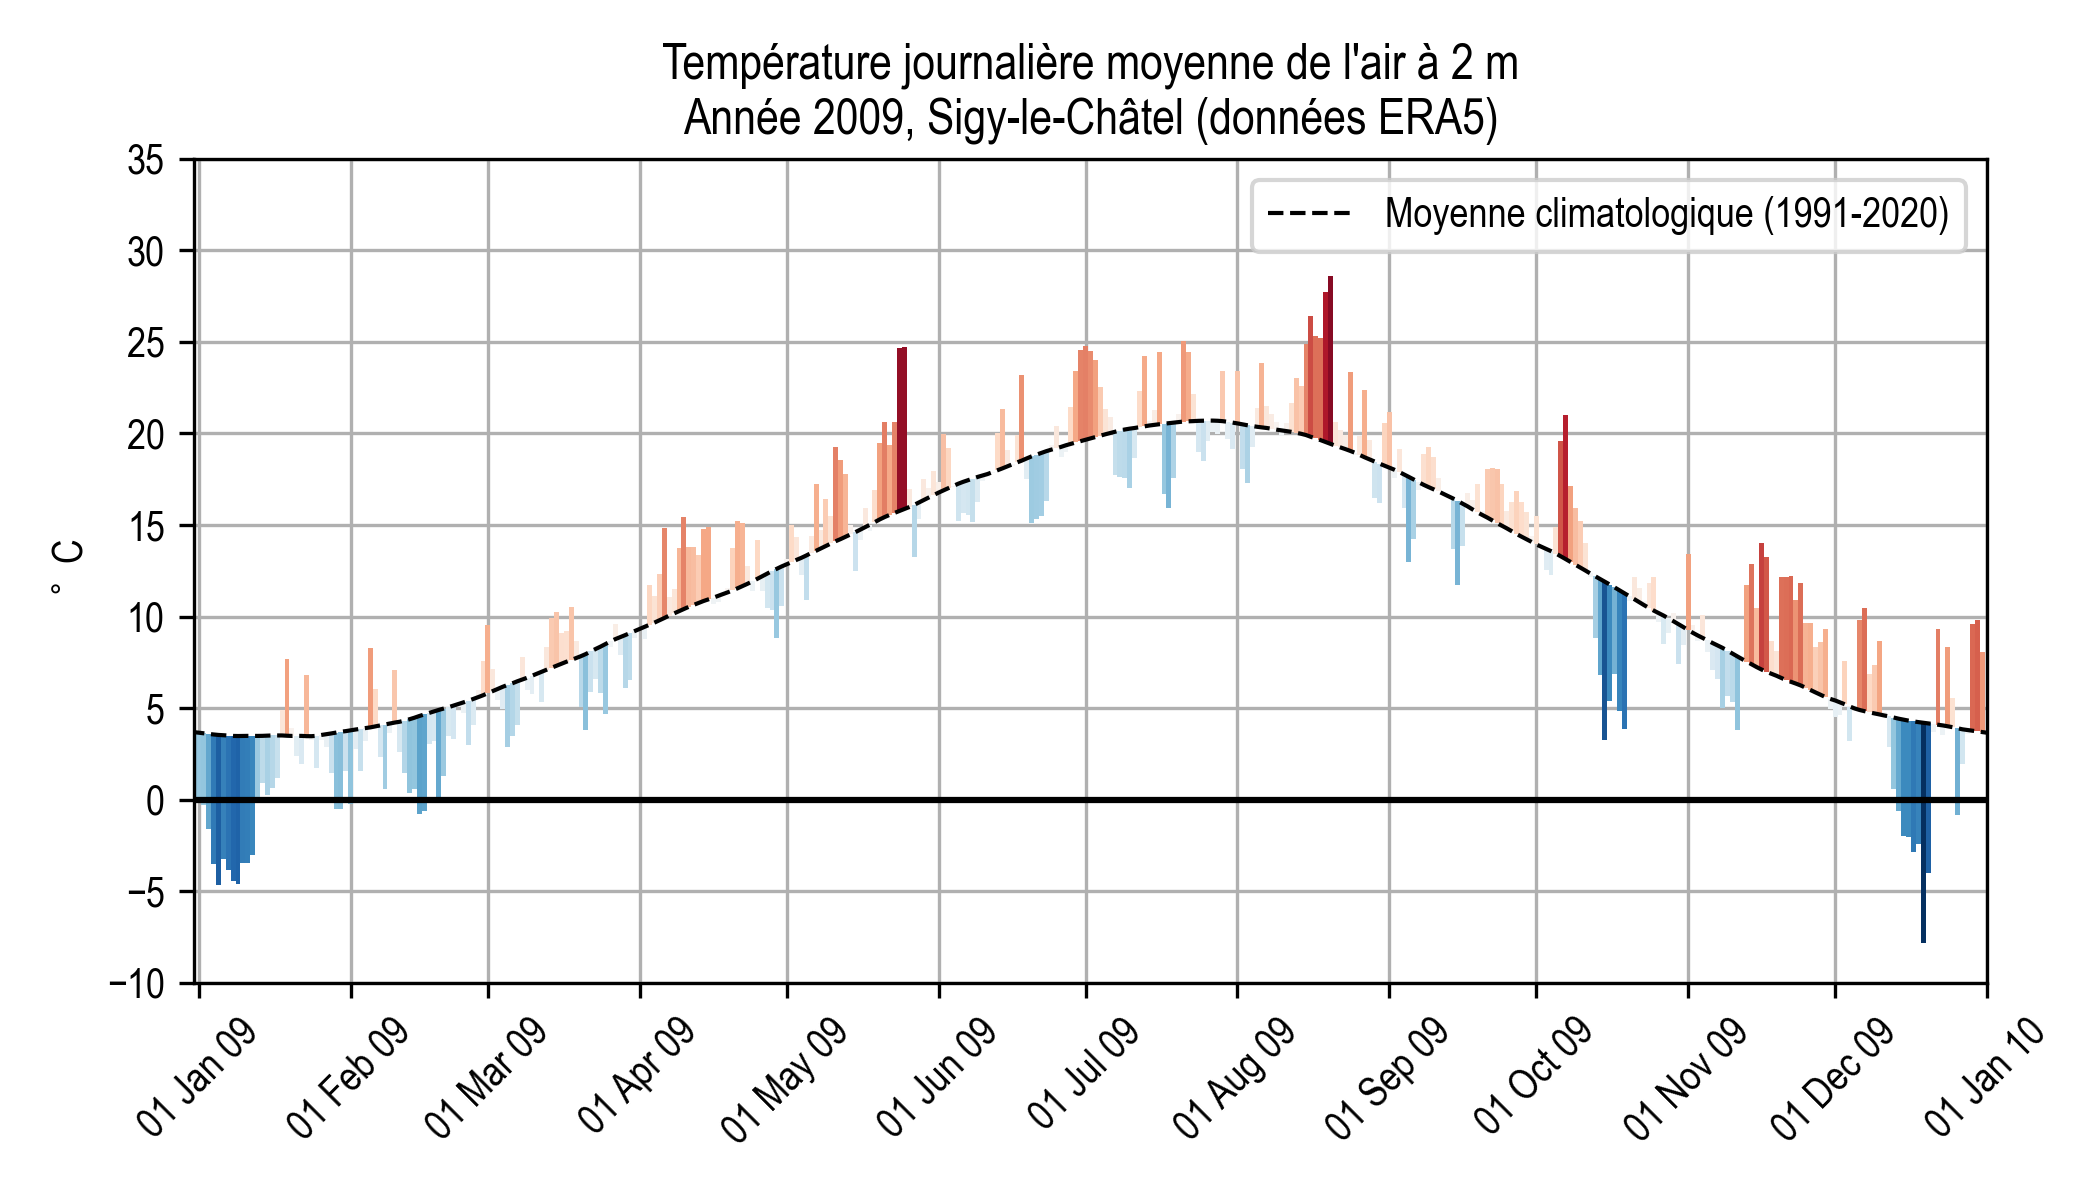 Température journalière moyenne de l'air à 2 m
Année 2009, Sigy-le-Châtel (données ERA5)
Moyenne climatologique (1991-2020)
° C
35
30
25
20
15
10
5
0
−5
−10
01 Jan 09
01 Feb 09
01 Mar 09
01 Apr 09
01 May 09
01 Jun 09
01 Jul 09
01 Aug 09
01 Sep 09
01 Oct 09
01 Nov 09
01 Dec 09
01 Jan 10